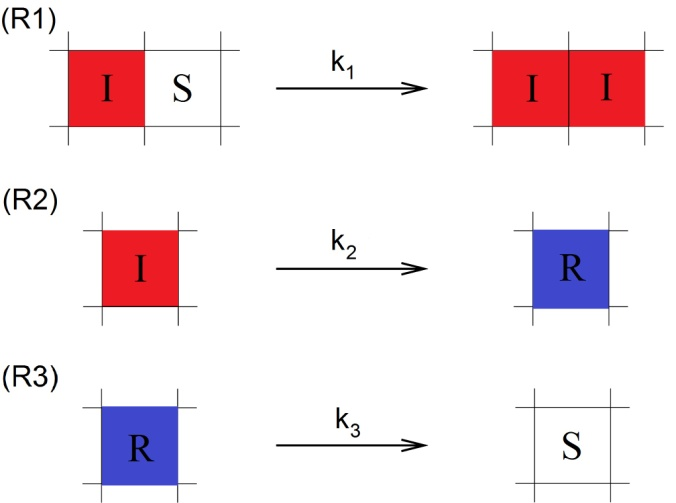 (R1)
I S k₁ I I
(R2)
I k₂ R
(R3)
R k₃ S